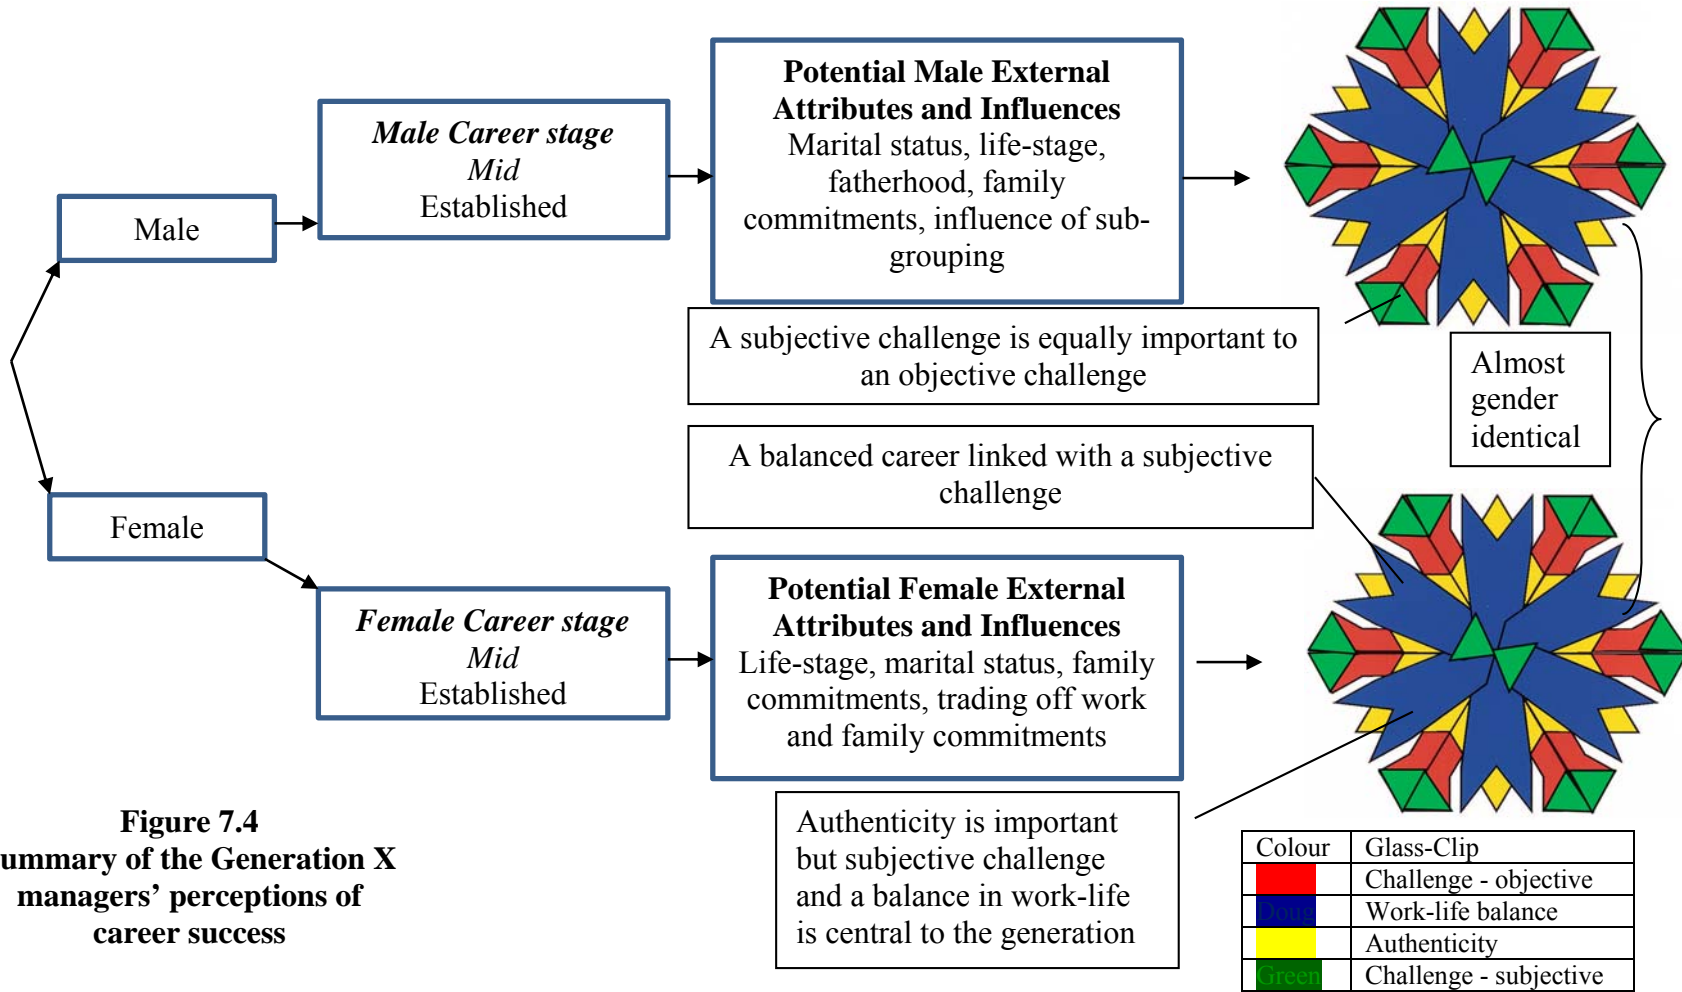 Potential Male External
Attributes and Influences
Marital status, life-stage,
fatherhood, family
commitments, influence of sub-
grouping
Male Career stage
Mid
Established
Male
A subjective challenge is equally important to
an objective challenge
Almost
gender
identical
A balanced career linked with a subjective
challenge
Female
Female Career stage
Mid
Established
Potential Female External
Attributes and Influences
Life-stage, marital status, family
commitments, trading off work
and family commitments
Authenticity is important
but subjective challenge
and a balance in work-life
is central to the generation
Figure 7.4
ummary of the Generation X
managers’ perceptions of
career success
Colour Glass-Clip
Challenge - objective
Doug Work-life balance
Authenticity
Green Challenge - subjective